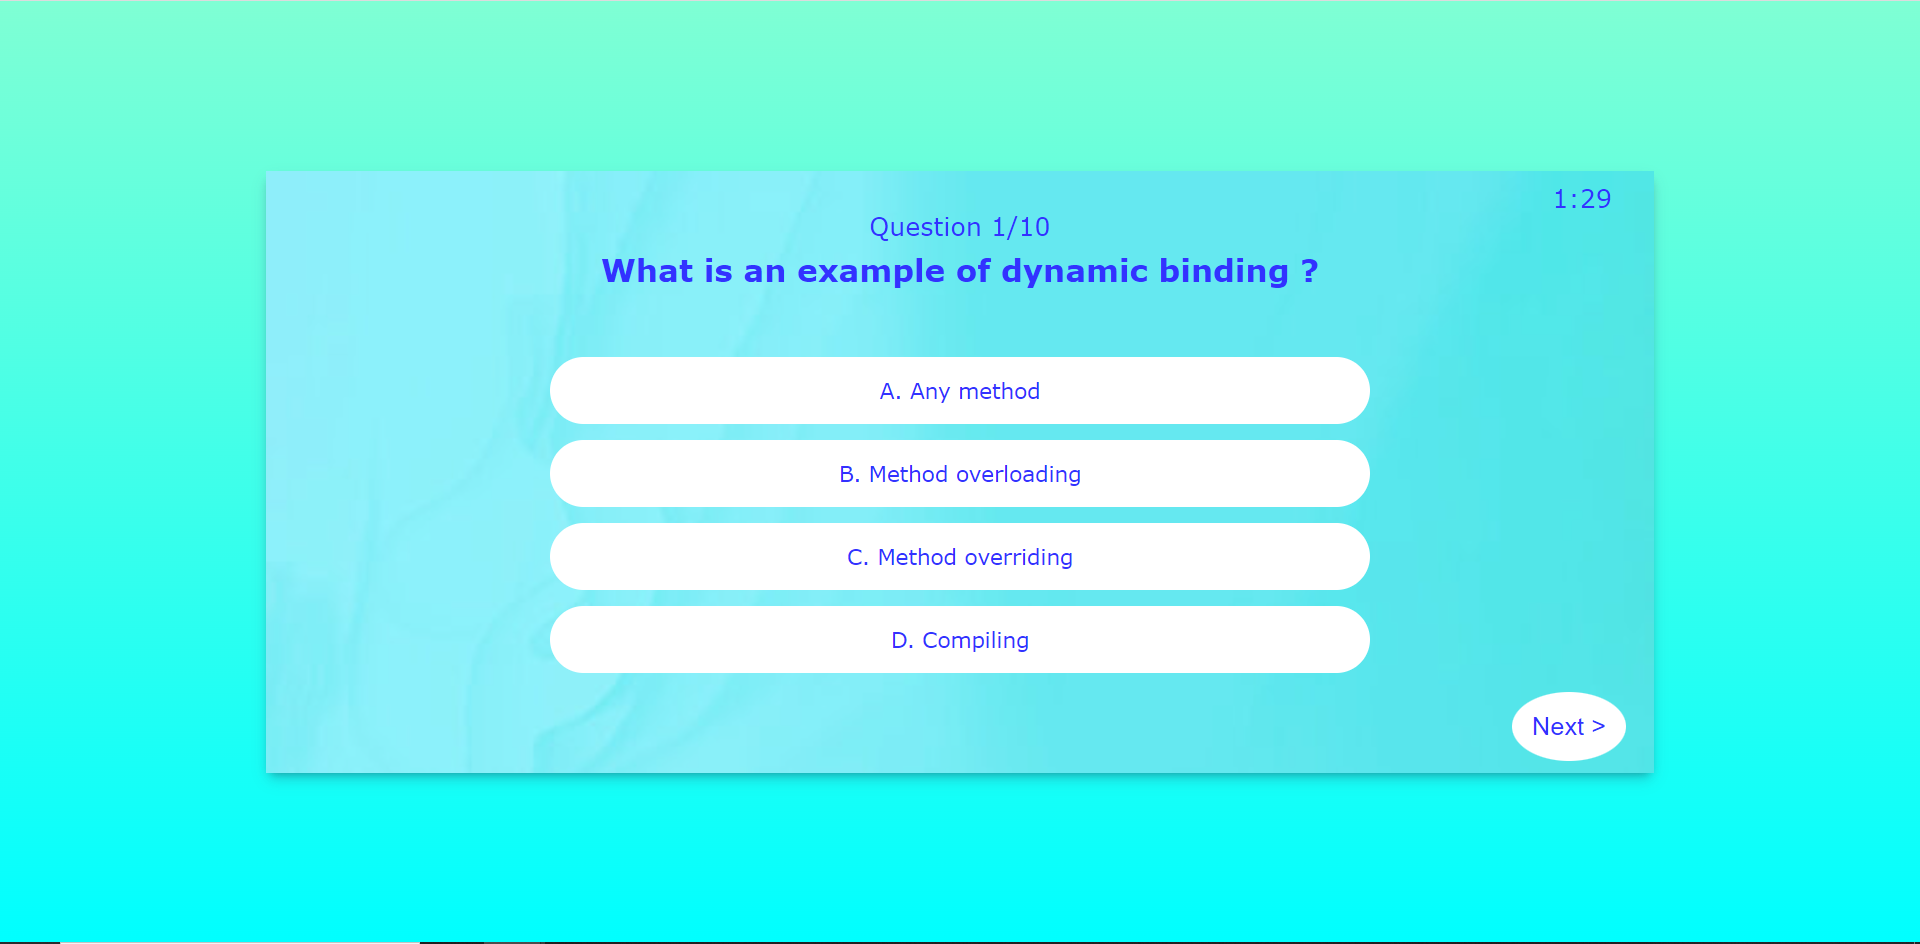 1:29
Question 1/10
What is an example of dynamic binding ?
A. Any method
B. Method overloading
C. Method overriding
D. Compiling
Next >